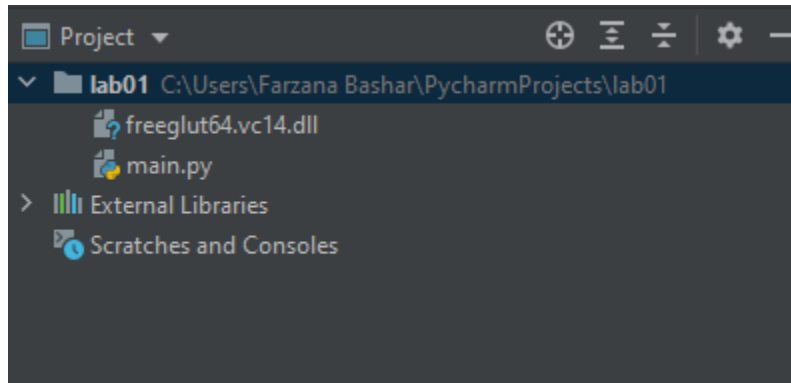 Project
lab01 C:\Users\Farzana Bashar\PycharmProjects\lab01
freeglut64.vc14.dll
main.py
External Libraries
Scratches and Consoles